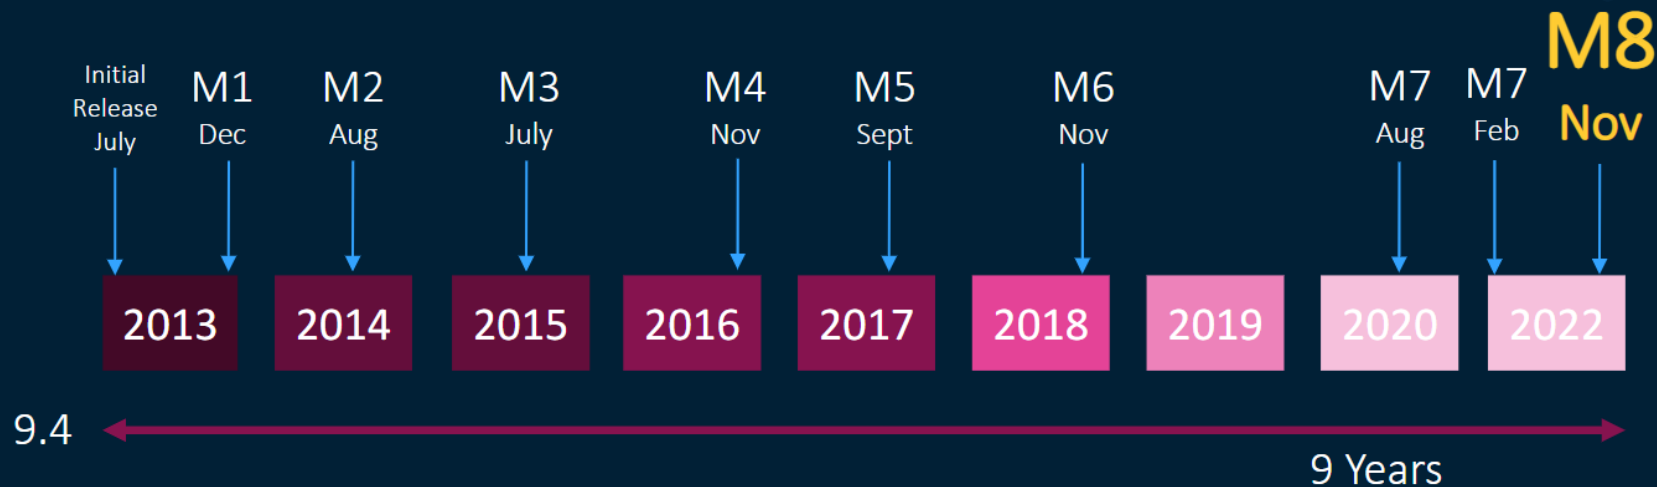 Initial
Release
July
M1
Dec
M2
Aug
M3
July
M4
Nov
M5
Sept
M6
Nov
M7
Aug
M7
Feb
M8
Nov
2013
2014
2015
2016
2017
2018
2019
2020
2022
9.4
9 Years